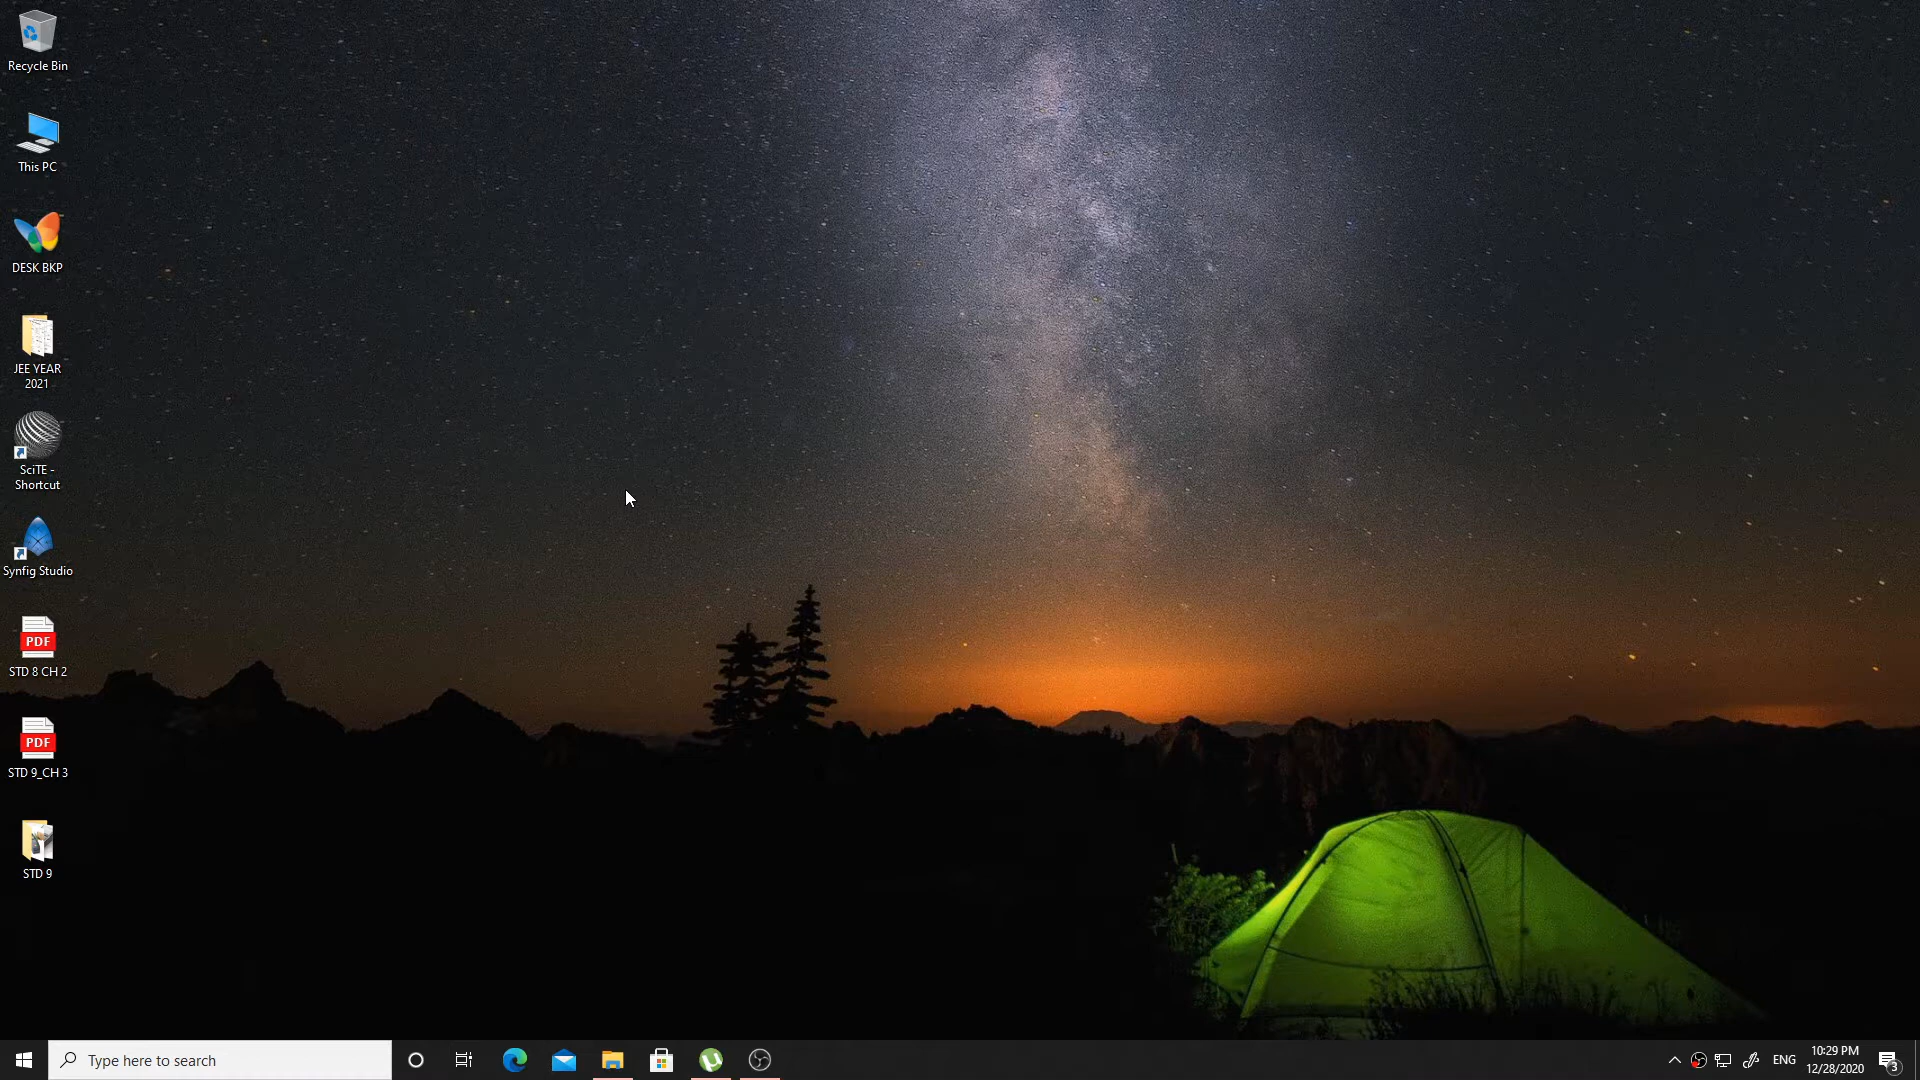 Recycle Bin
This PC
DESK BKP
JEE YEAR
2021
SciTE -
Shortcut
Synfig Studio
PDF
STD 8 CH 2
PDF
STD 9_CH 3
STD 9
Type here to search
ENG
10:29 PM
12/28/2020
3